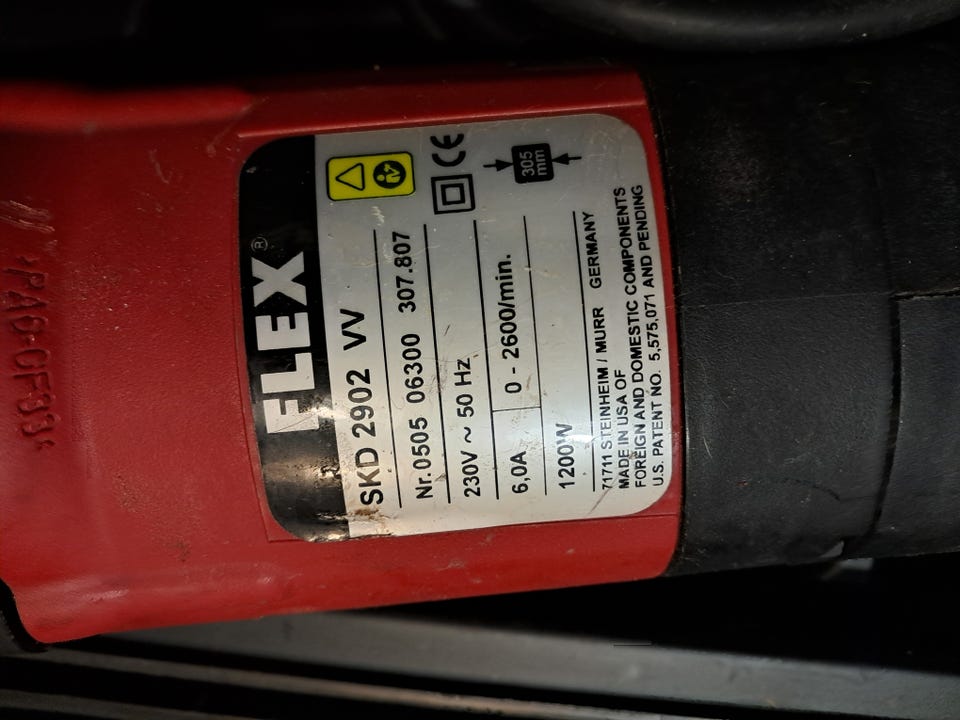 FLEX®
SKD 2902 VV
Nr.0505 06300 307.807
230V ~ 50 Hz
6,0A 0 - 2600/min.
1200W
CE
305
mm
71711 STEINHEIM / MURR GERMANY
MADE IN USA OF
FOREIGN AND DOMESTIC COMPONENTS
U.S. PATENT NO. 5,575,071 AND PENDING